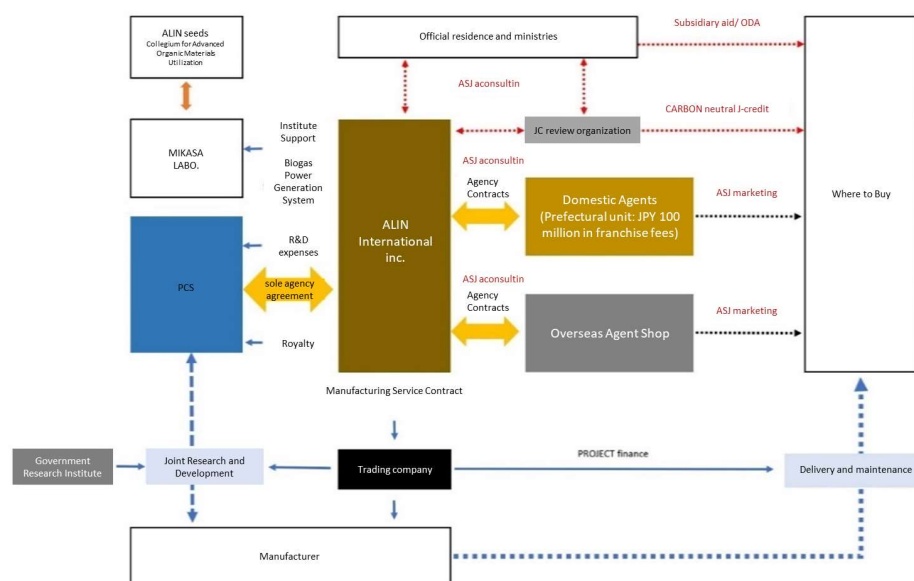 ALIN seeds
Collegium for Advanced
Organic Materials
Utilization
Official residence and ministries
Subsidiary aid/ ODA
ASJ aconsultin
MIKASA
LABO.
Institute
Support
Biogas
Power
Generation
System
JC review organization
CARBON neutral J-credit
ASJ aconsultin
Agency
Contracts
Domestic Agents
(Prefectural unit: JPY 100
million in franchise fees)
ASJ marketing
Where to Buy
ALIN
International
inc.
PCS
R&D
expenses
sole agency
agreement
Royalty
ASJ aconsultin
Agency
Contracts
Overseas Agent Shop
ASJ marketing
Manufacturing Service Contract
Government
Research Institute
Joint Research and
Development
Trading company
PROJECT finance
Delivery and maintenance
Manufacturer